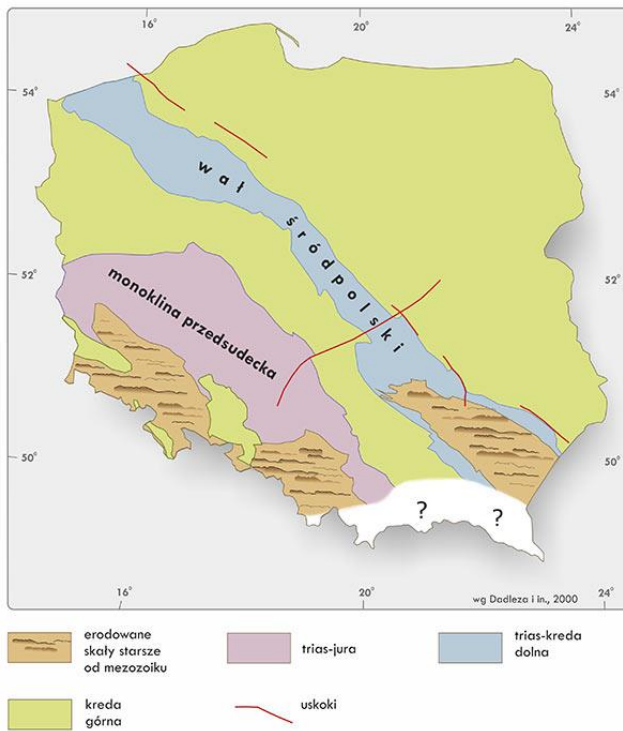 16°
20°
24°
54°
54°
wał
śródpolski
52°
52°
monoklina przedsudecka
50°
50°
?
?
wg Dadleza i in., 2000
16°
20°
24°
erodowane
skały starsze
od mezozoiku
trias-jura
trias-kreda
dolna
kreda
górna
uskoki